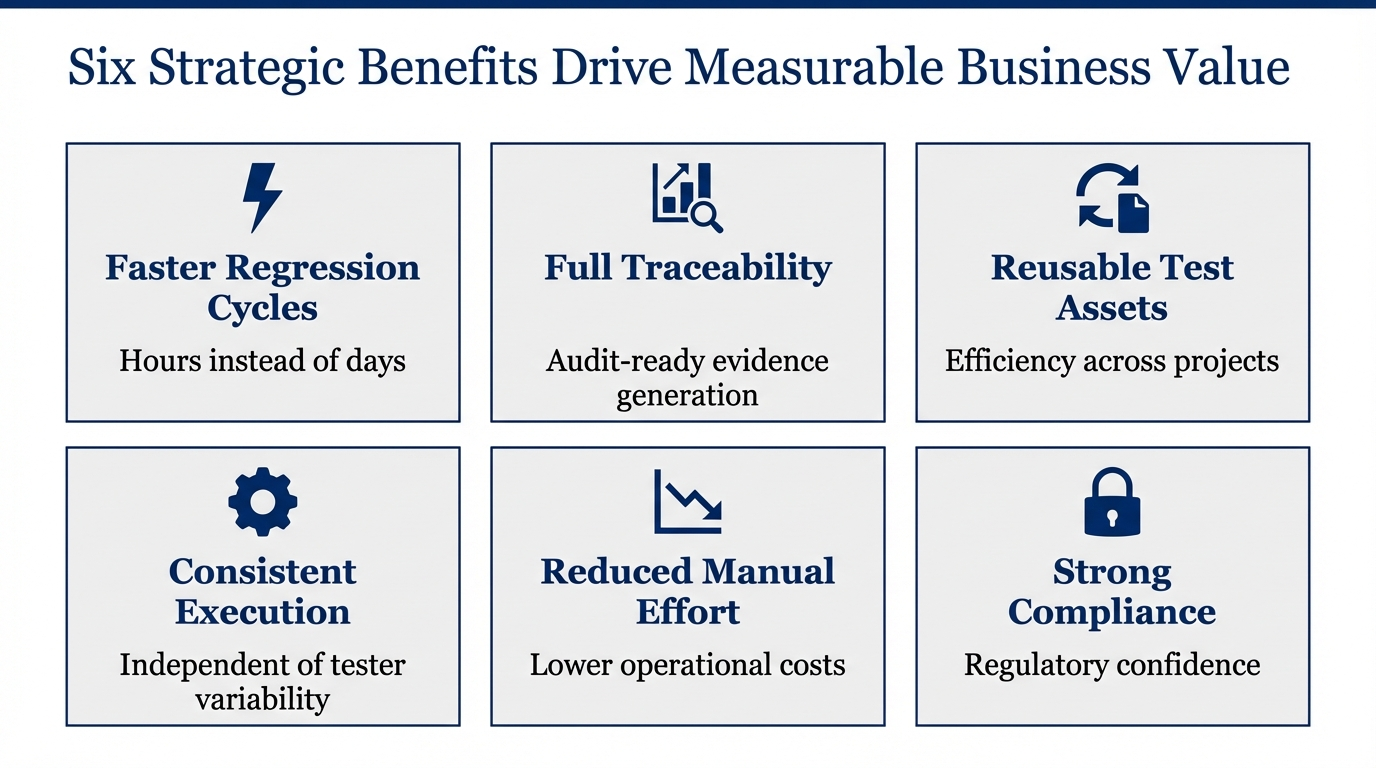 Six Strategic Benefits Drive Measurable Business Value
Faster Regression
Cycles
Hours instead of days
Full Traceability
Audit-ready evidence
generation
Reusable Test
Assets
Efficiency across projects
Consistent
Execution
Independent of tester
variability
Reduced Manual
Effort
Lower operational costs
Strong
Compliance
Regulatory confidence